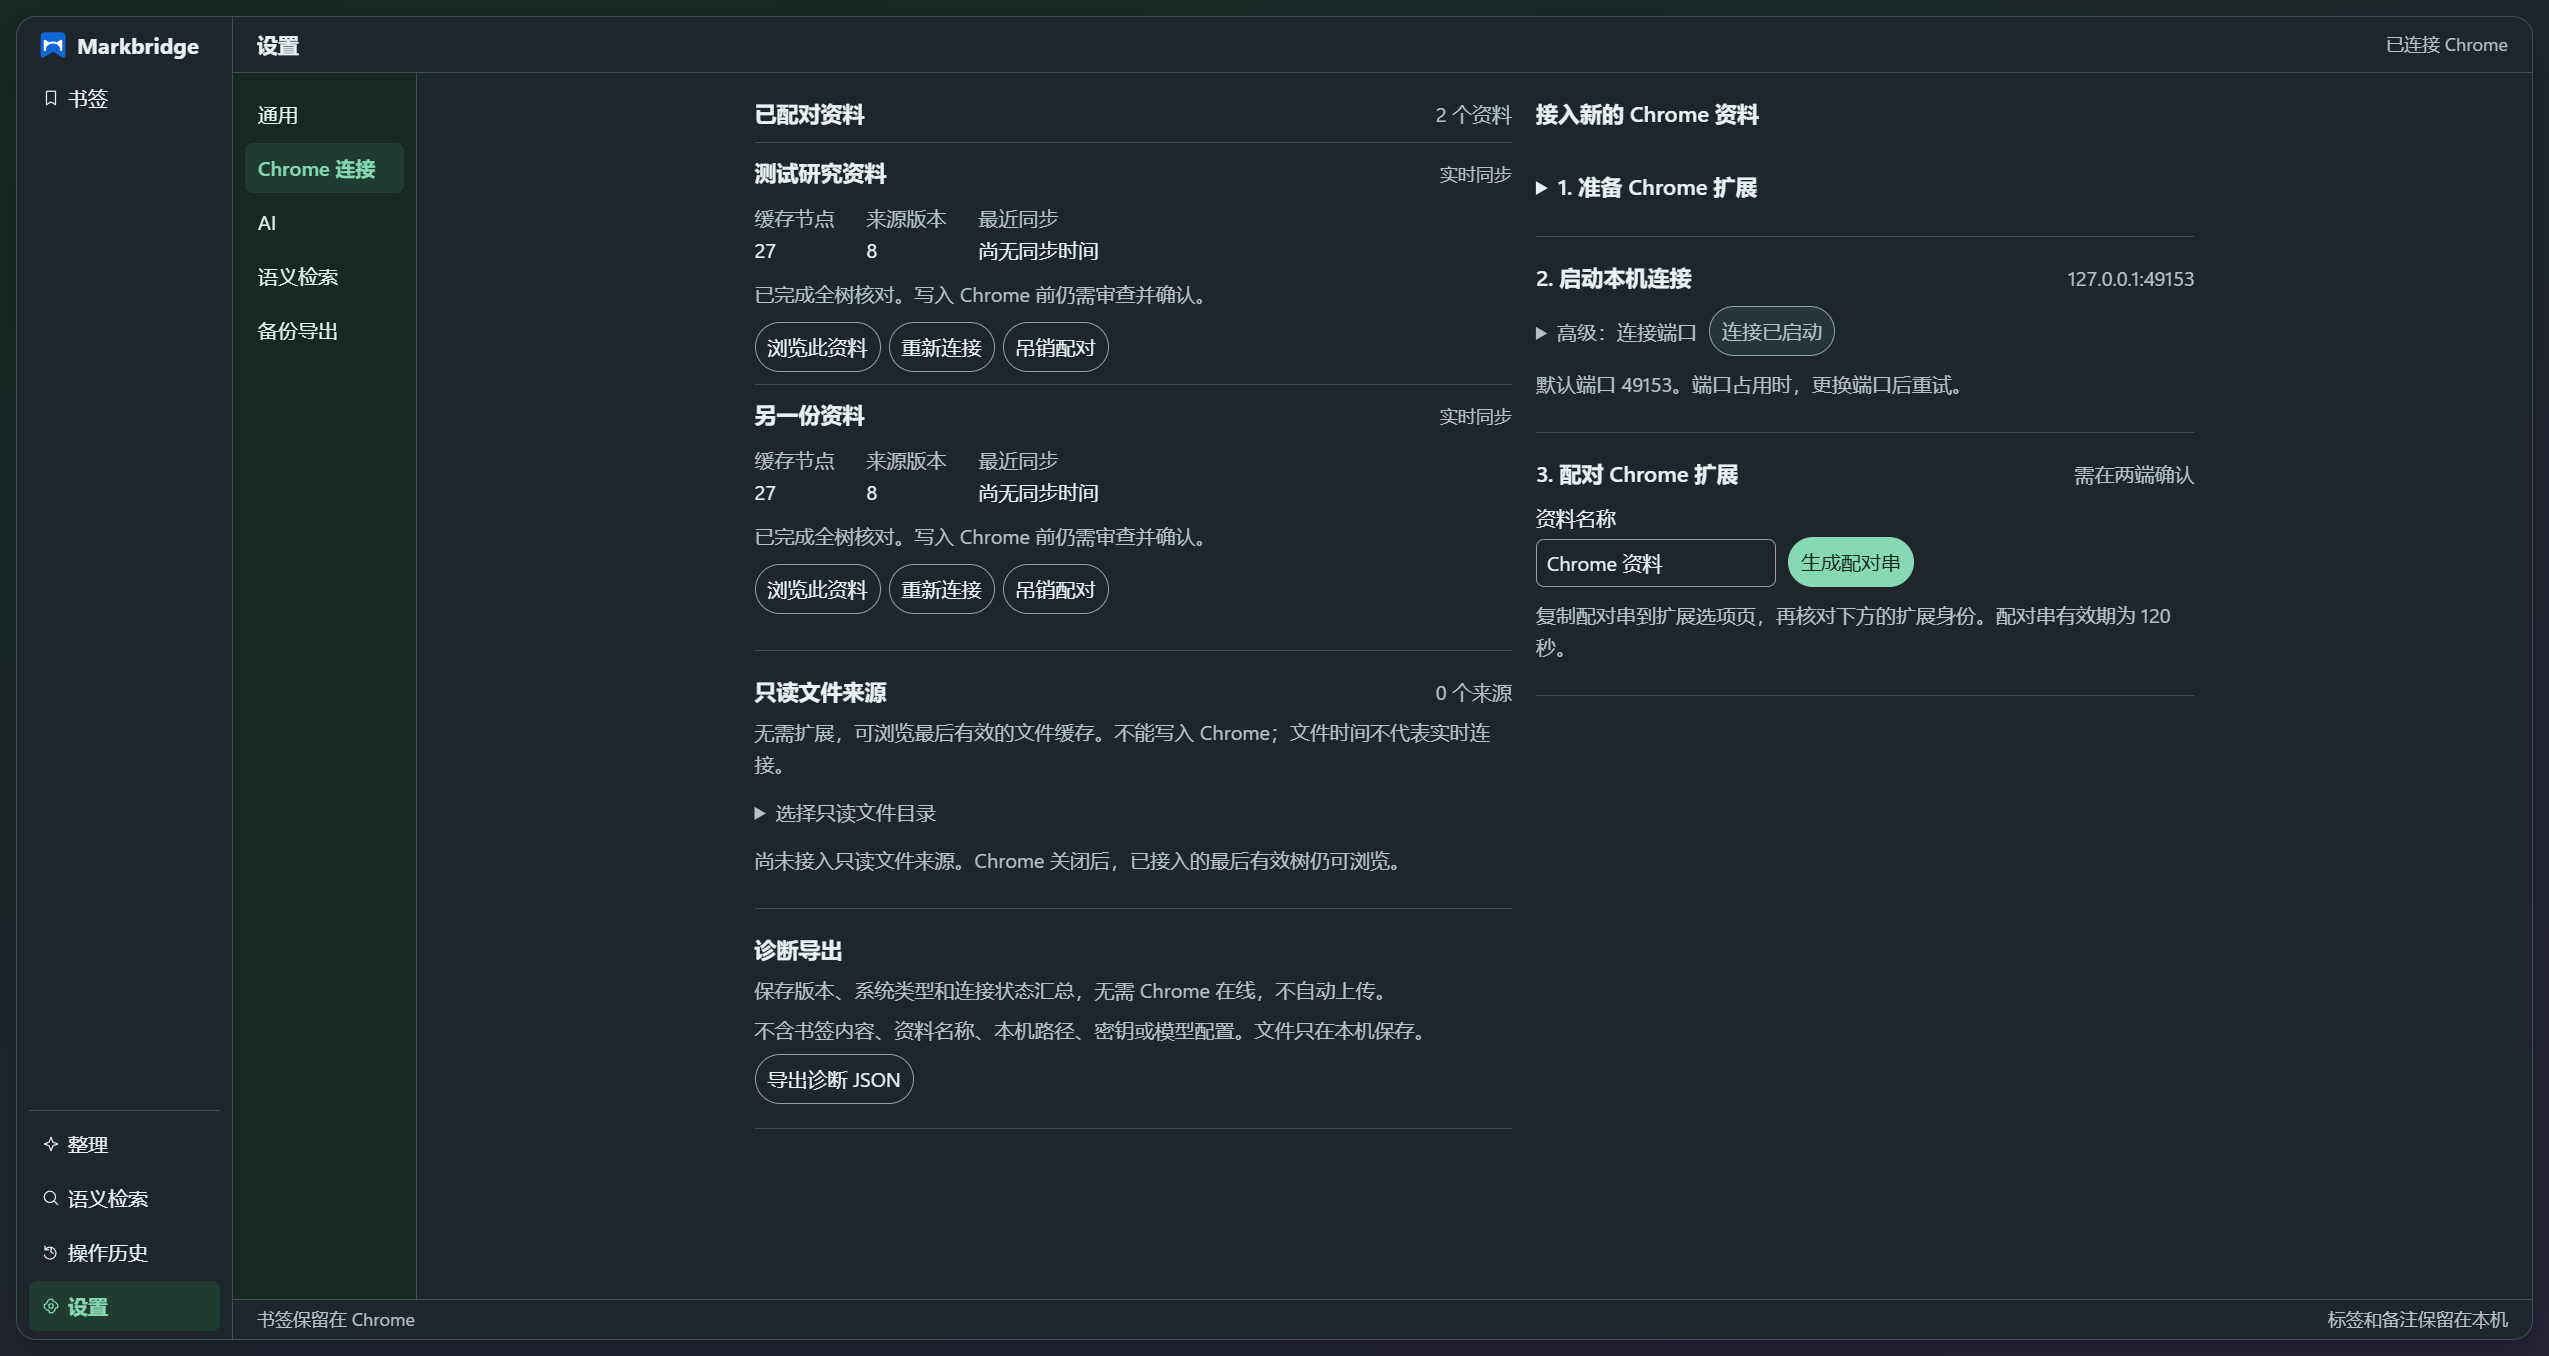 Markbridge
书签
整理
语义检索
操作历史
设置
设置
已连接 Chrome
通用
Chrome 连接
AI
语义检索
备份导出
已配对资料
2 个资料
测试研究资料
实时同步
缓存节点 来源版本 最近同步
27 8 尚无同步时间
已完成全树核对。写入 Chrome 前仍需审查并确认。
浏览此资料 重新连接 吊销配对
另一份资料
实时同步
缓存节点 来源版本 最近同步
27 8 尚无同步时间
已完成全树核对。写入 Chrome 前仍需审查并确认。
浏览此资料 重新连接 吊销配对
只读文件来源
0 个来源
无需扩展，可浏览最后有效的文件缓存。不能写入 Chrome；文件时间不代表实时连
接。
选择只读文件目录
尚未接入只读文件来源。Chrome 关闭后，已接入的最后有效树仍可浏览。
诊断导出
保存版本、系统类型和连接状态汇总，无需 Chrome 在线，不自动上传。
不含书签内容、资料名称、本机路径、密钥或模型配置。文件只在本机保存。
导出诊断 JSON
接入新的 Chrome 资料
1. 准备 Chrome 扩展
2. 启动本机连接
127.0.0.1:49153
高级：连接端口 连接已启动
默认端口 49153。端口占用时，更换端口后重试。
3. 配对 Chrome 扩展
需在两端确认
资料名称
Chrome 资料 生成配对串
复制配对串到扩展选项页，再核对下方的扩展身份。配对串有效期为 120
秒。
书签保留在 Chrome
标签和备注保留在本机